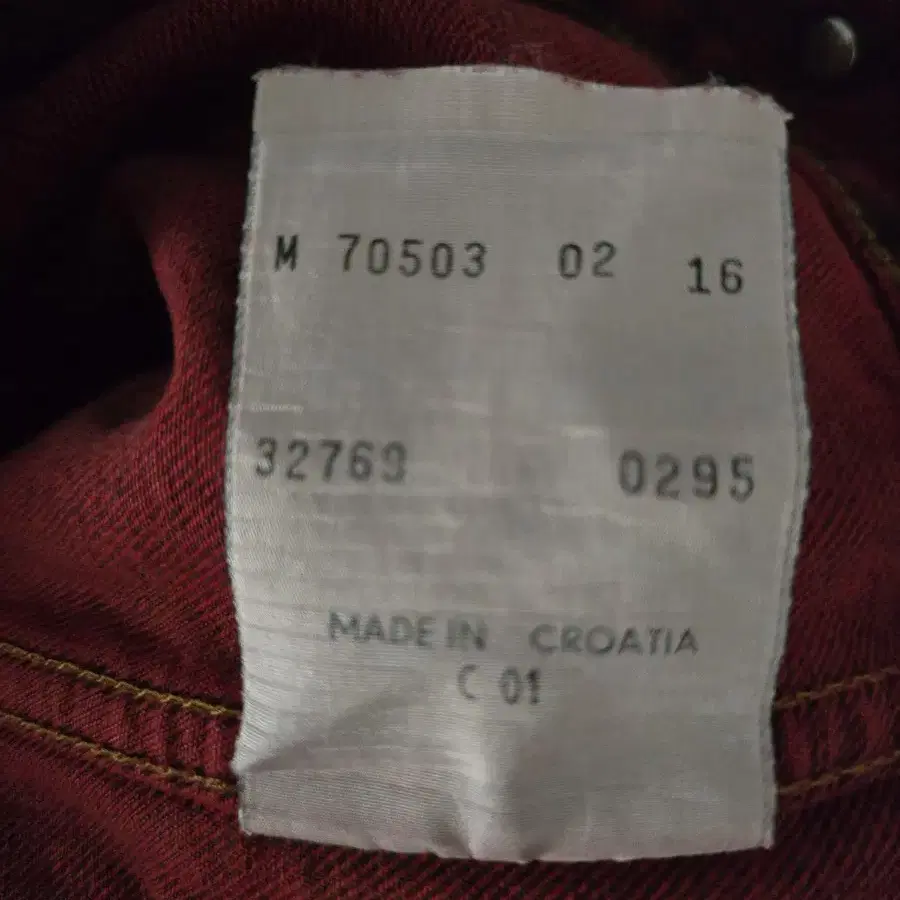 M 70503 02 16
32769 0295
MADE IN CROATIA
C 01